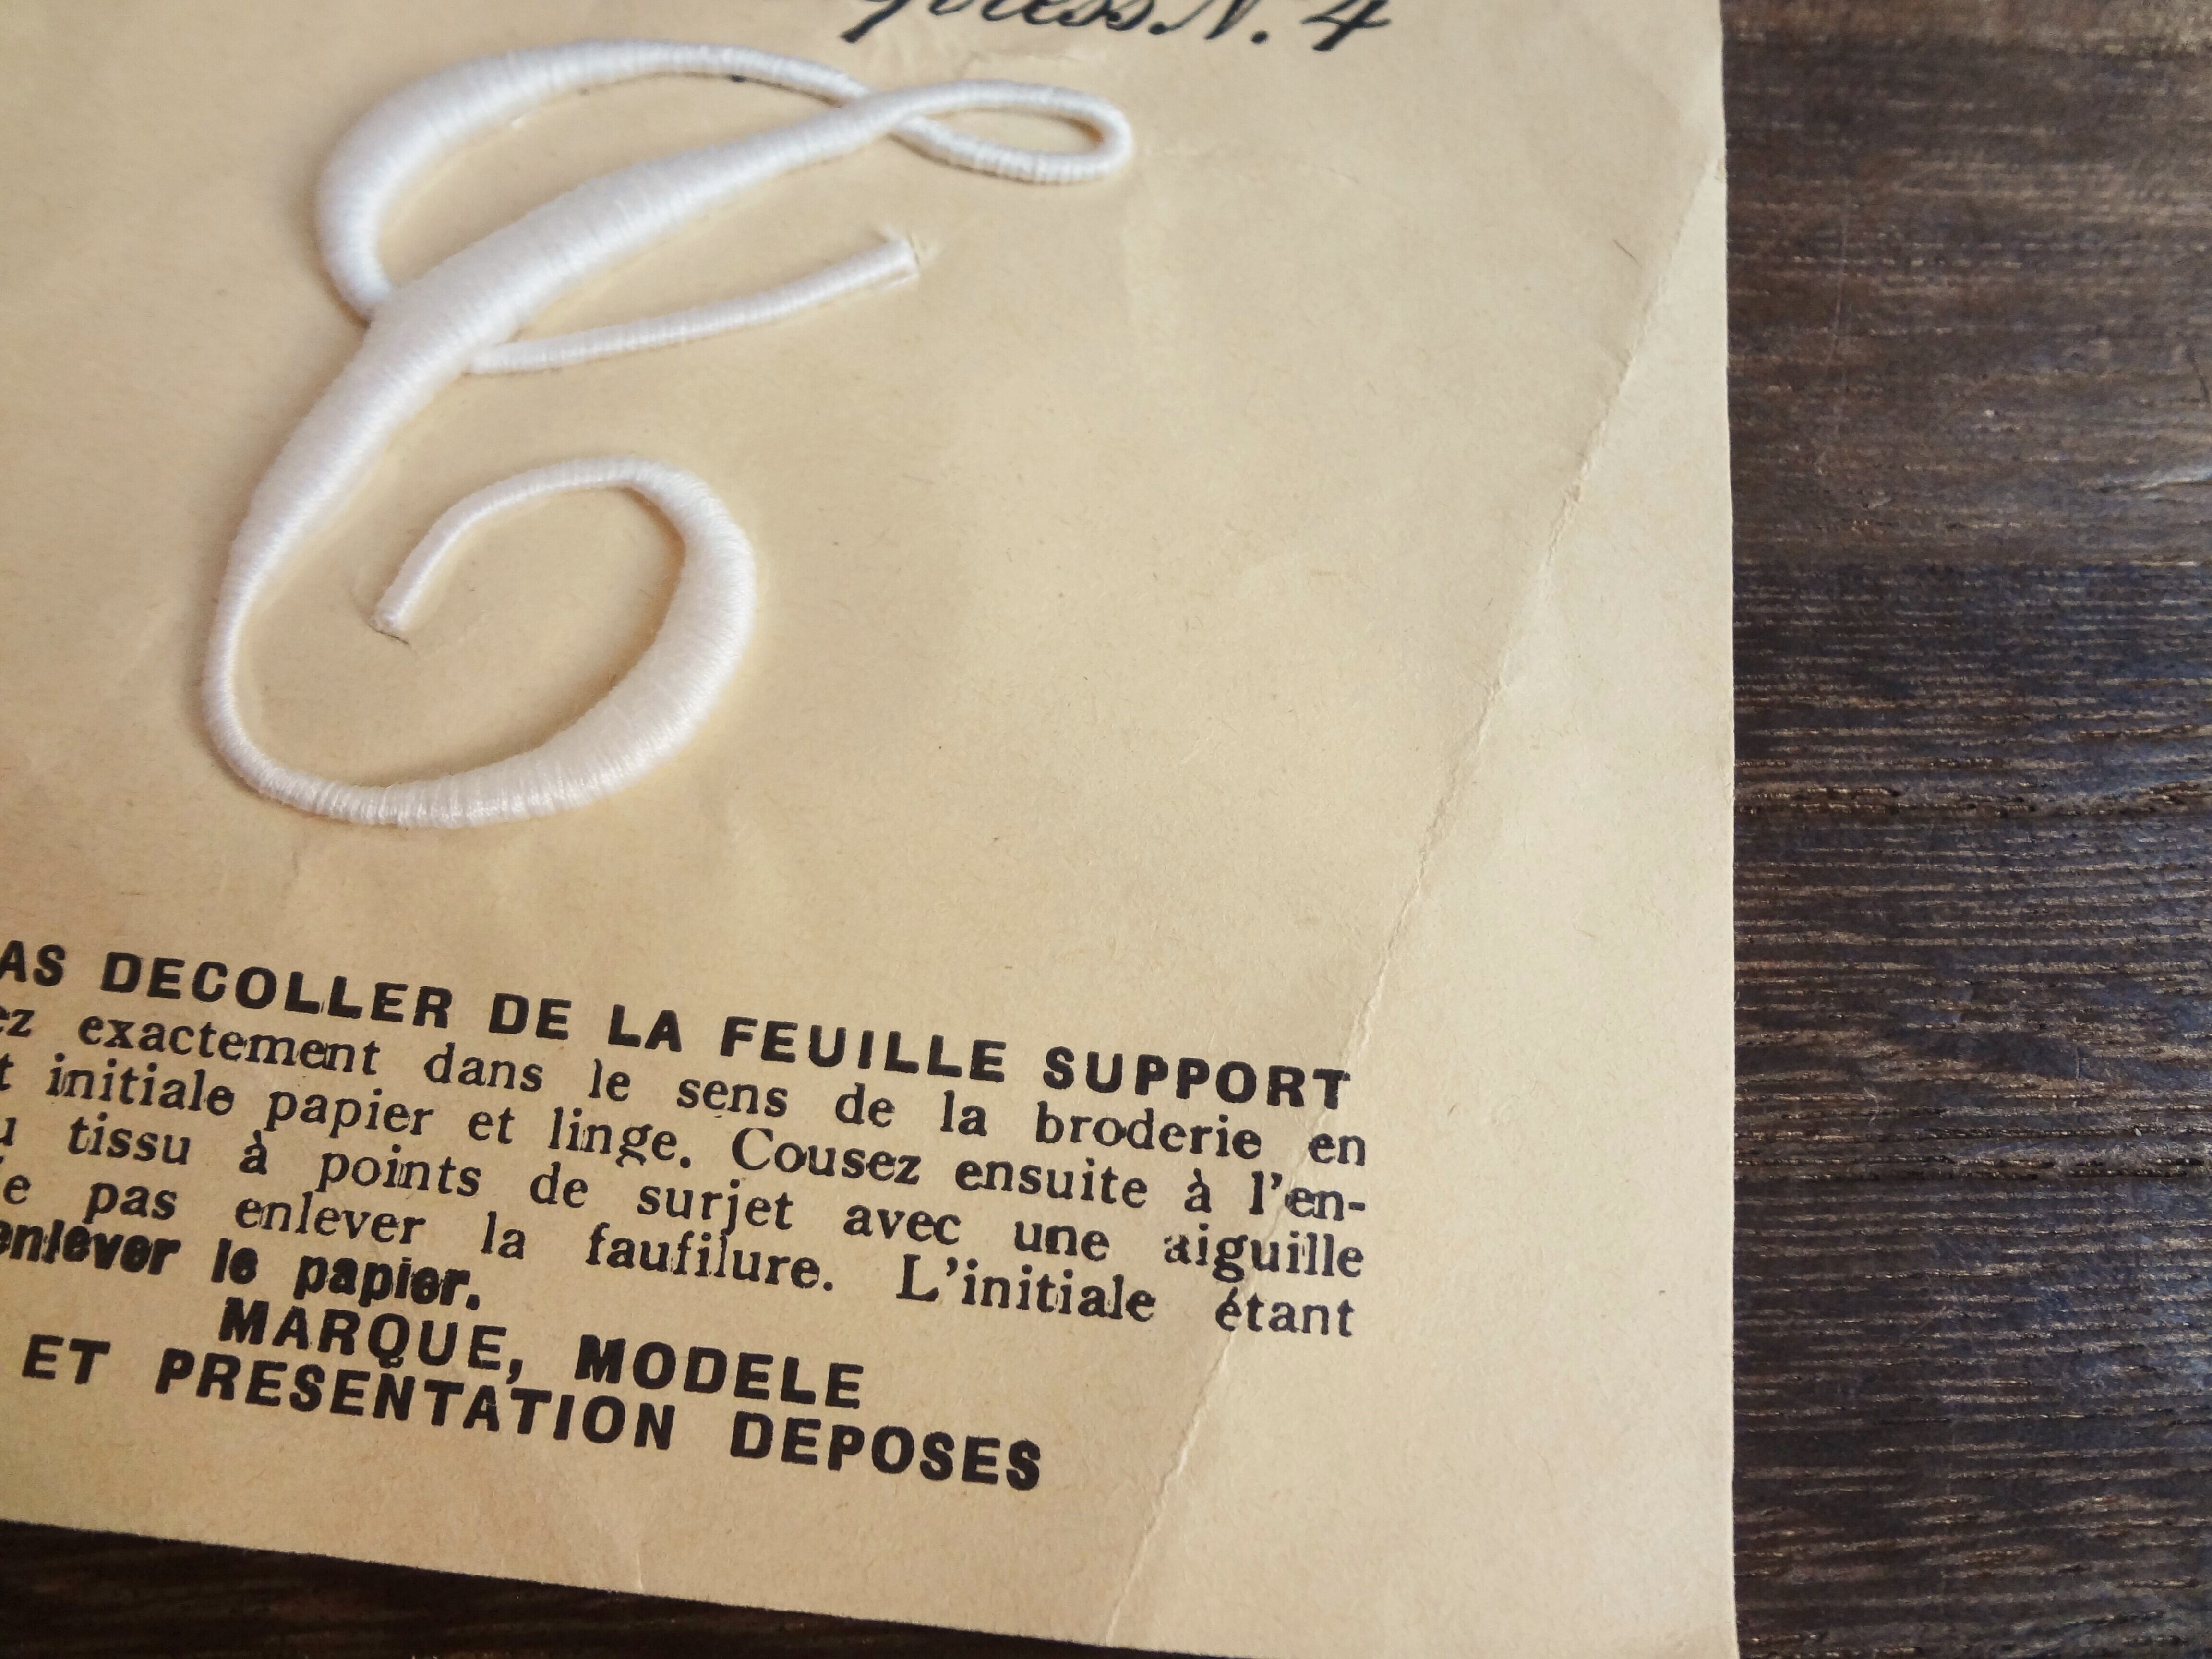 N. 4
DECOLLER DE LA FEUILLE SUPPORT
exactement dans le sens de la broderie en
initiale papier et linge. Cousez ensuite à l'en-
tissu à points de surjet avec une aiguille
pas enlever la faufilure. L'initiale étant
enlever le papier.
MARQUE, MODELE
ET PRESENTATION DEPOSES